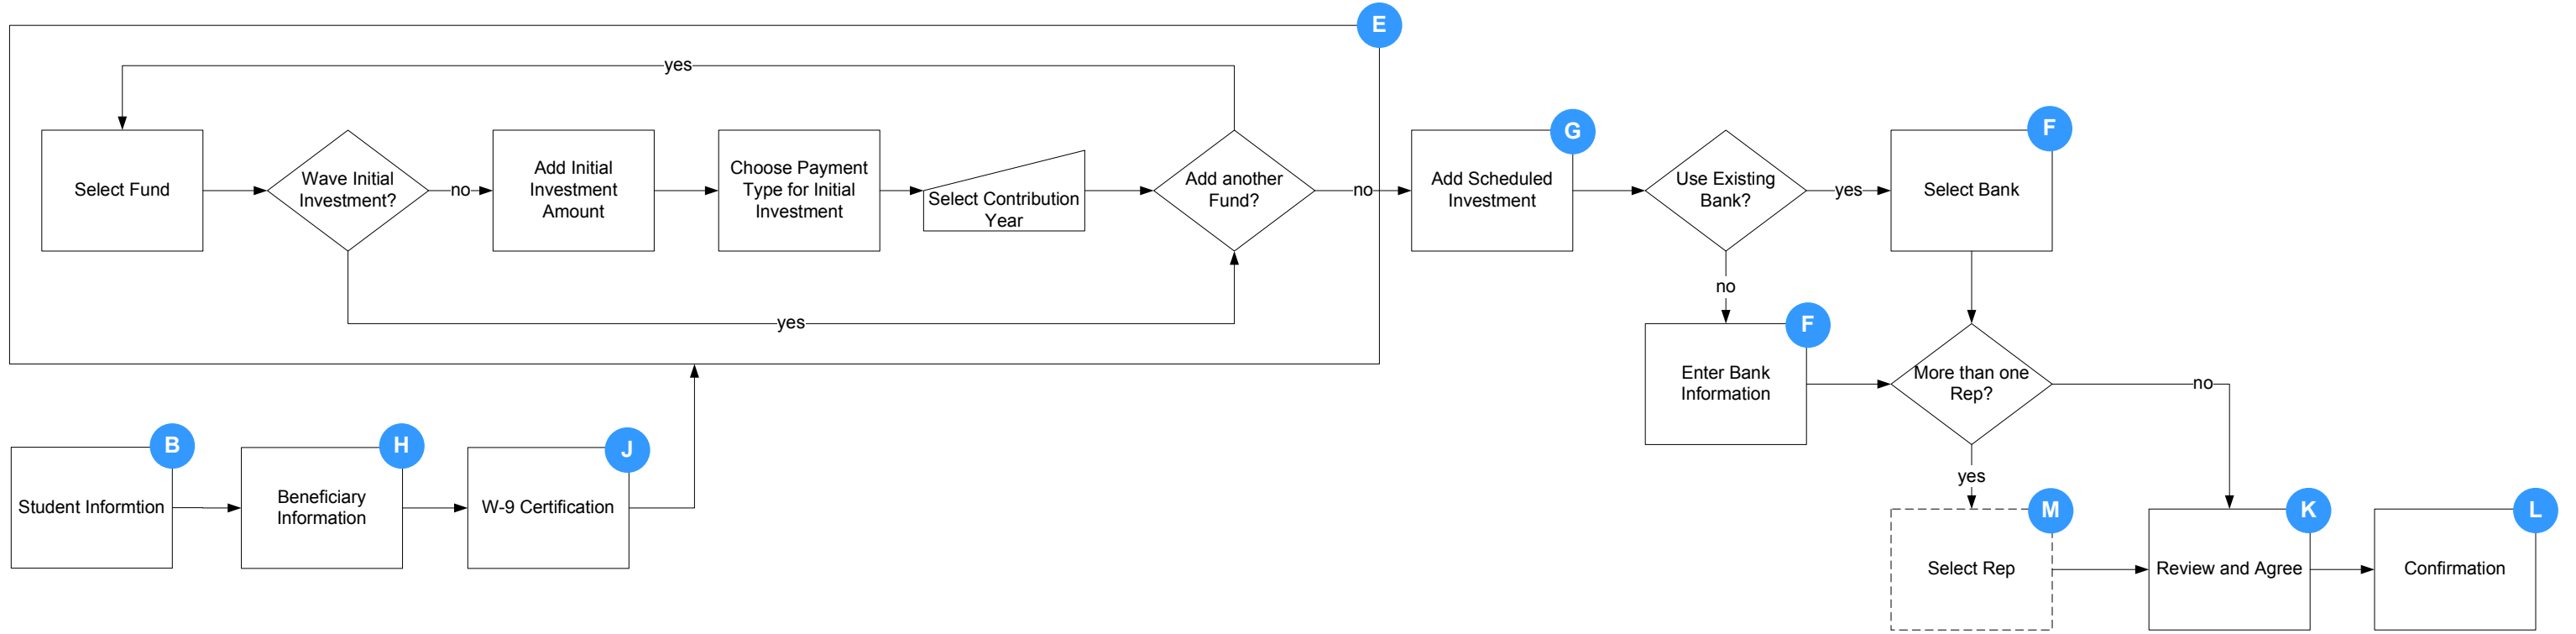 E
yes
Select Fund
Wave Initial
Investment?
no
Add Initial
Investment
Amount
Choose Payment
Type for Initial
Investment
Select Contribution
Year
Add another
Fund?
no
yes
G
Add Scheduled
Investment
Use Existing
Bank?
yes
F
Select Bank
no
F
Enter Bank
Information
More than one
Rep?
no
yes
B
Student Informtion
H
Beneficiary
Information
J
W-9 Certification
M
Select Rep
K
Review and Agree
L
Confirmation